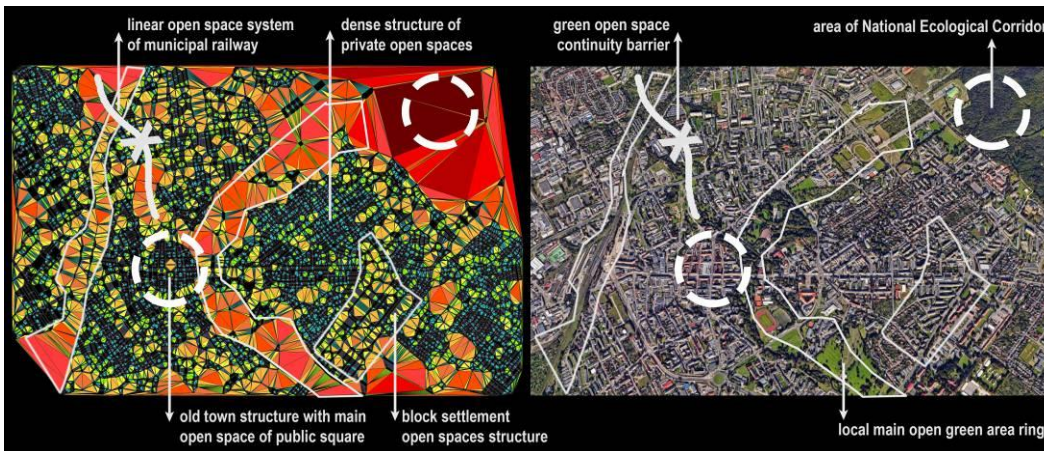 linear open space system
of municipal railway
dense structure of
private open spaces
green open space
continuity barrier
area of National Ecological Corridor
old town structure with main
open space of public square
block settlement
open spaces structure
local main open green area ring